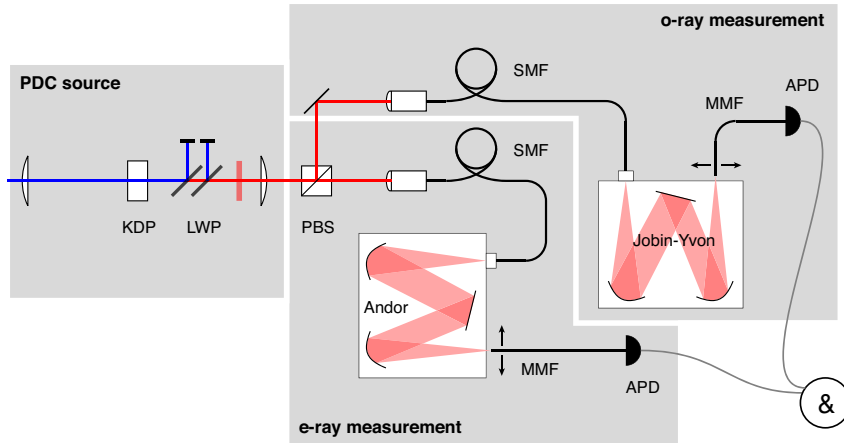 o-ray measurement
PDC source
SMF
APD
MMF
SMF
KDP
LWP
PBS
Jobin-Yvon
Andor
MMF
APD
&
e-ray measurement